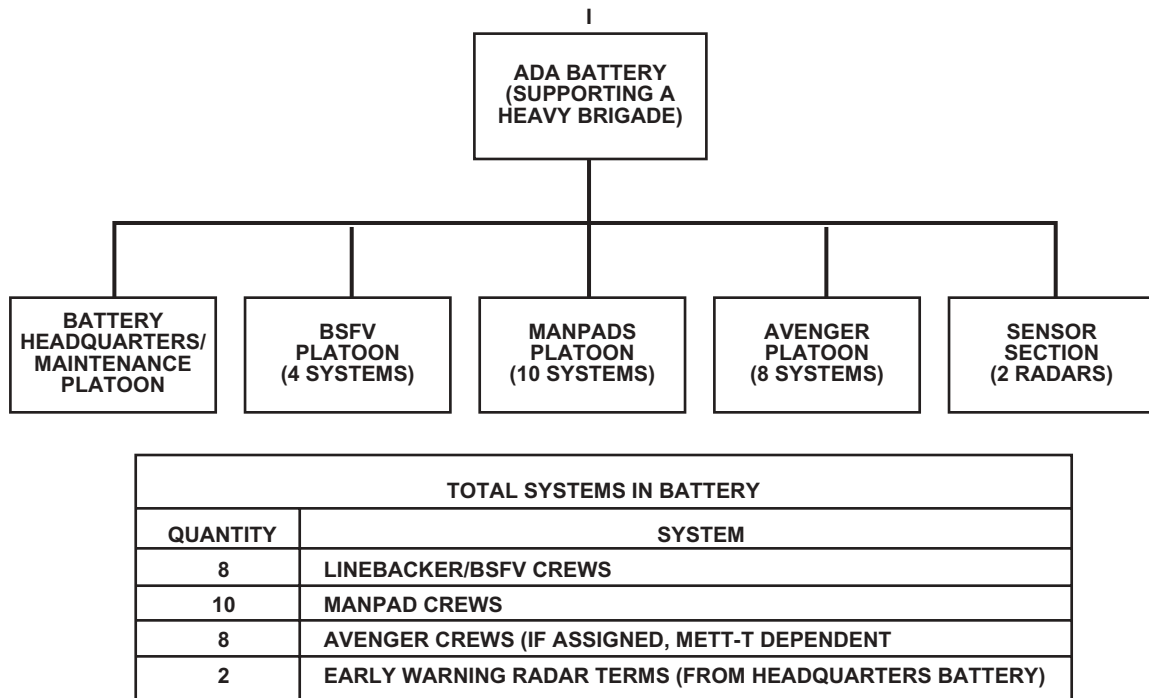 I
ADA BATTERY
(SUPPORTING A
HEAVY BRIGADE)
BATTERY
HEADQUARTERS/
MAINTENANCE
PLATOON
BSFV
PLATOON
(4 SYSTEMS)
MANPADS
PLATOON
(10 SYSTEMS)
AVENGER
PLATOON
(8 SYSTEMS)
SENSOR
SECTION
(2 RADARS)
TOTAL SYSTEMS IN BATTERY
QUANTITY SYSTEM
8 LINEBACKER/BSFV CREWS
10 MANPAD CREWS
8 AVENGER CREWS (IF ASSIGNED, METT-T DEPENDENT
2 EARLY WARNING RADAR TERMS (FROM HEADQUARTERS BATTERY)